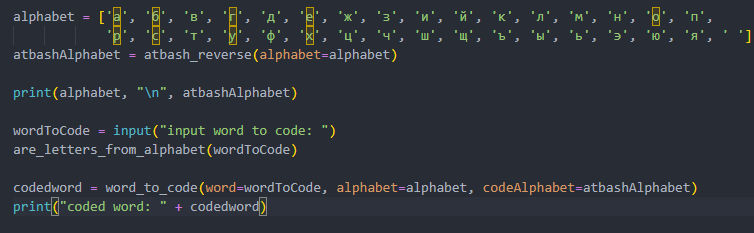 alphabet = ['а', 'б', 'в', 'г', 'д', 'е', 'ж', 'з', 'и', 'й', 'к', 'л', 'м', 'н', 'о', 'п',
'р', 'с', 'т', 'у', 'ф', 'х', 'ц', 'ч', 'ш', 'щ', 'ъ', 'ы', 'ь', 'э', 'ю', 'я', ' ']
atbashAlphabet = atbash_reverse(alphabet=alphabet)
print(alphabet, "\n", atbashAlphabet)
wordToCode = input("input word to code: ")
are_letters_from_alphabet(wordToCode)
codedword = word_to_code(word=wordToCode, alphabet=alphabet, codeAlphabet=atbashAlphabet)
print("coded word: " + codedword)